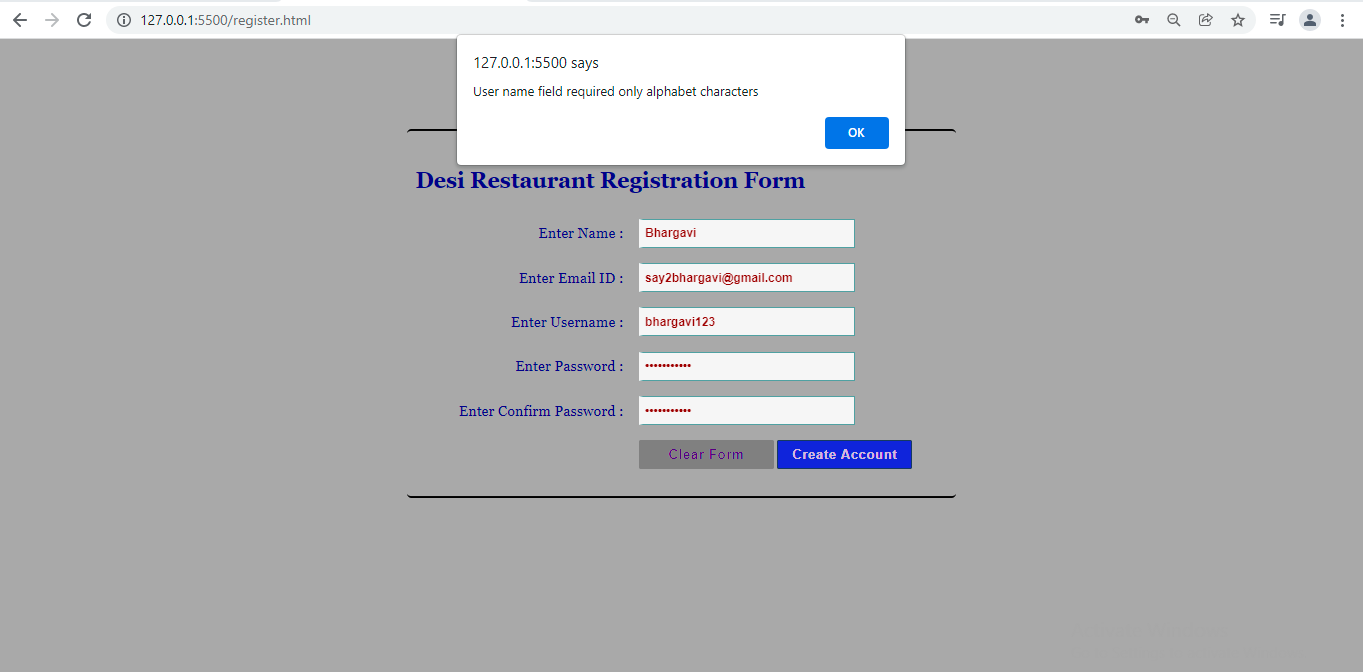 127.0.0.1:5500/register.html
127.0.0.1:5500 says
User name field required only alphabet characters
OK
Desi Restaurant Registration Form
Enter Name : Bhargavi
Enter Email ID : say2bhargavi@gmail.com
Enter Username : bhargavi123
Enter Password : •••••••••••
Enter Confirm Password : •••••••••••
Clear Form Create Account